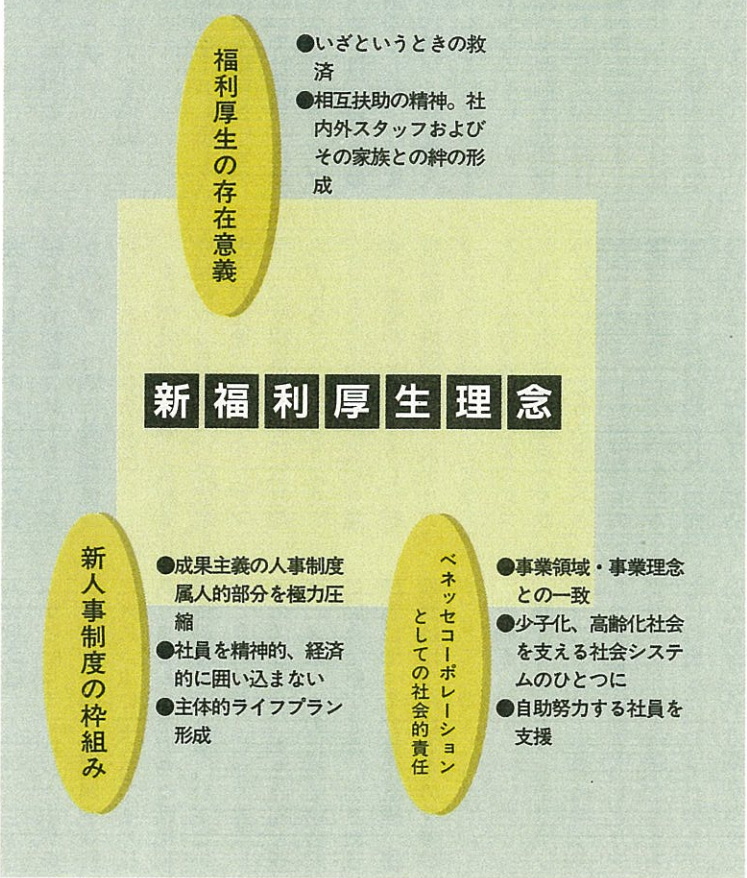 福利厚生の存在意義
●いざというときの救
済
●相互扶助の精神。社
内外スタッフおよび
その家族との絆の形
成
新福利厚生理念
新人事制度の枠組み
●成果主義の人事制度
属人的部分を極力圧
縮
●社員を精神的、経済
的に囲い込まない
●主体的ライフプラン
形成
ベネッセコーポレーション
としての社会的責任
●事業領域・事業理念
との一致
●少子化、高齢化社会
を支える社会システ
ムのひとつに
●自助努力する社員を
支援